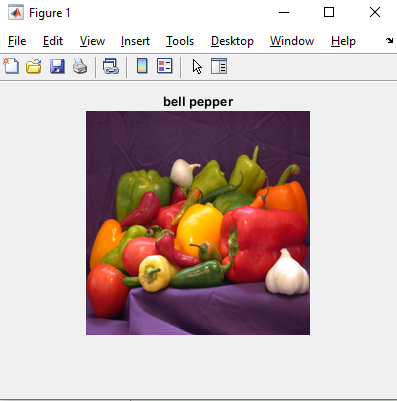 Figure 1
File Edit View Insert Tools Desktop Window Help
bell pepper